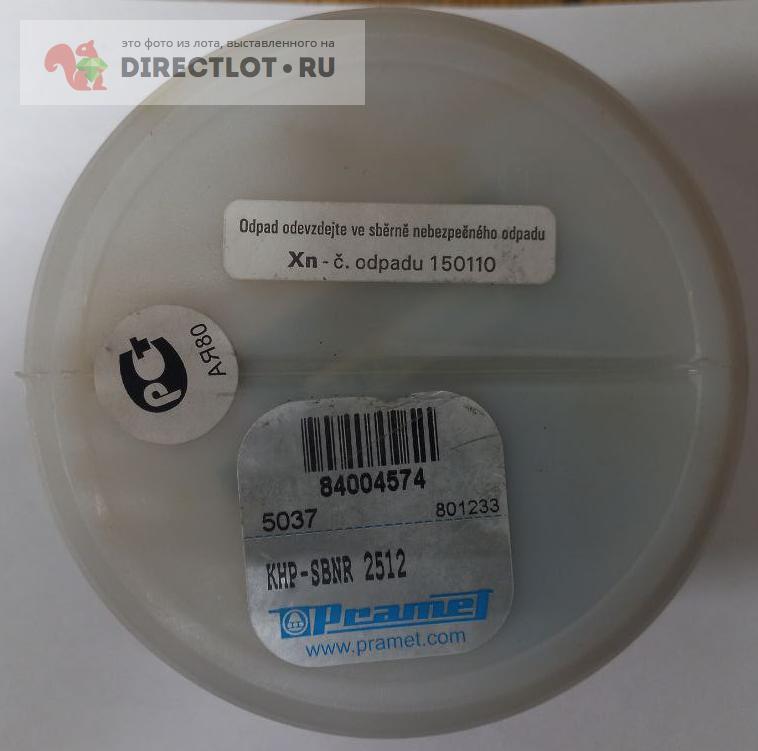 это фото из лота, выставленного на
DIRECTLOT.RU
Odpad odevzdejte ve sběrně nebezpečného odpadu
Xn - č. odpadu 150110
РСТ
АЯ80
84004574
5037 801233
KHP-SBNR 2512
Pramet
www.pramet.com